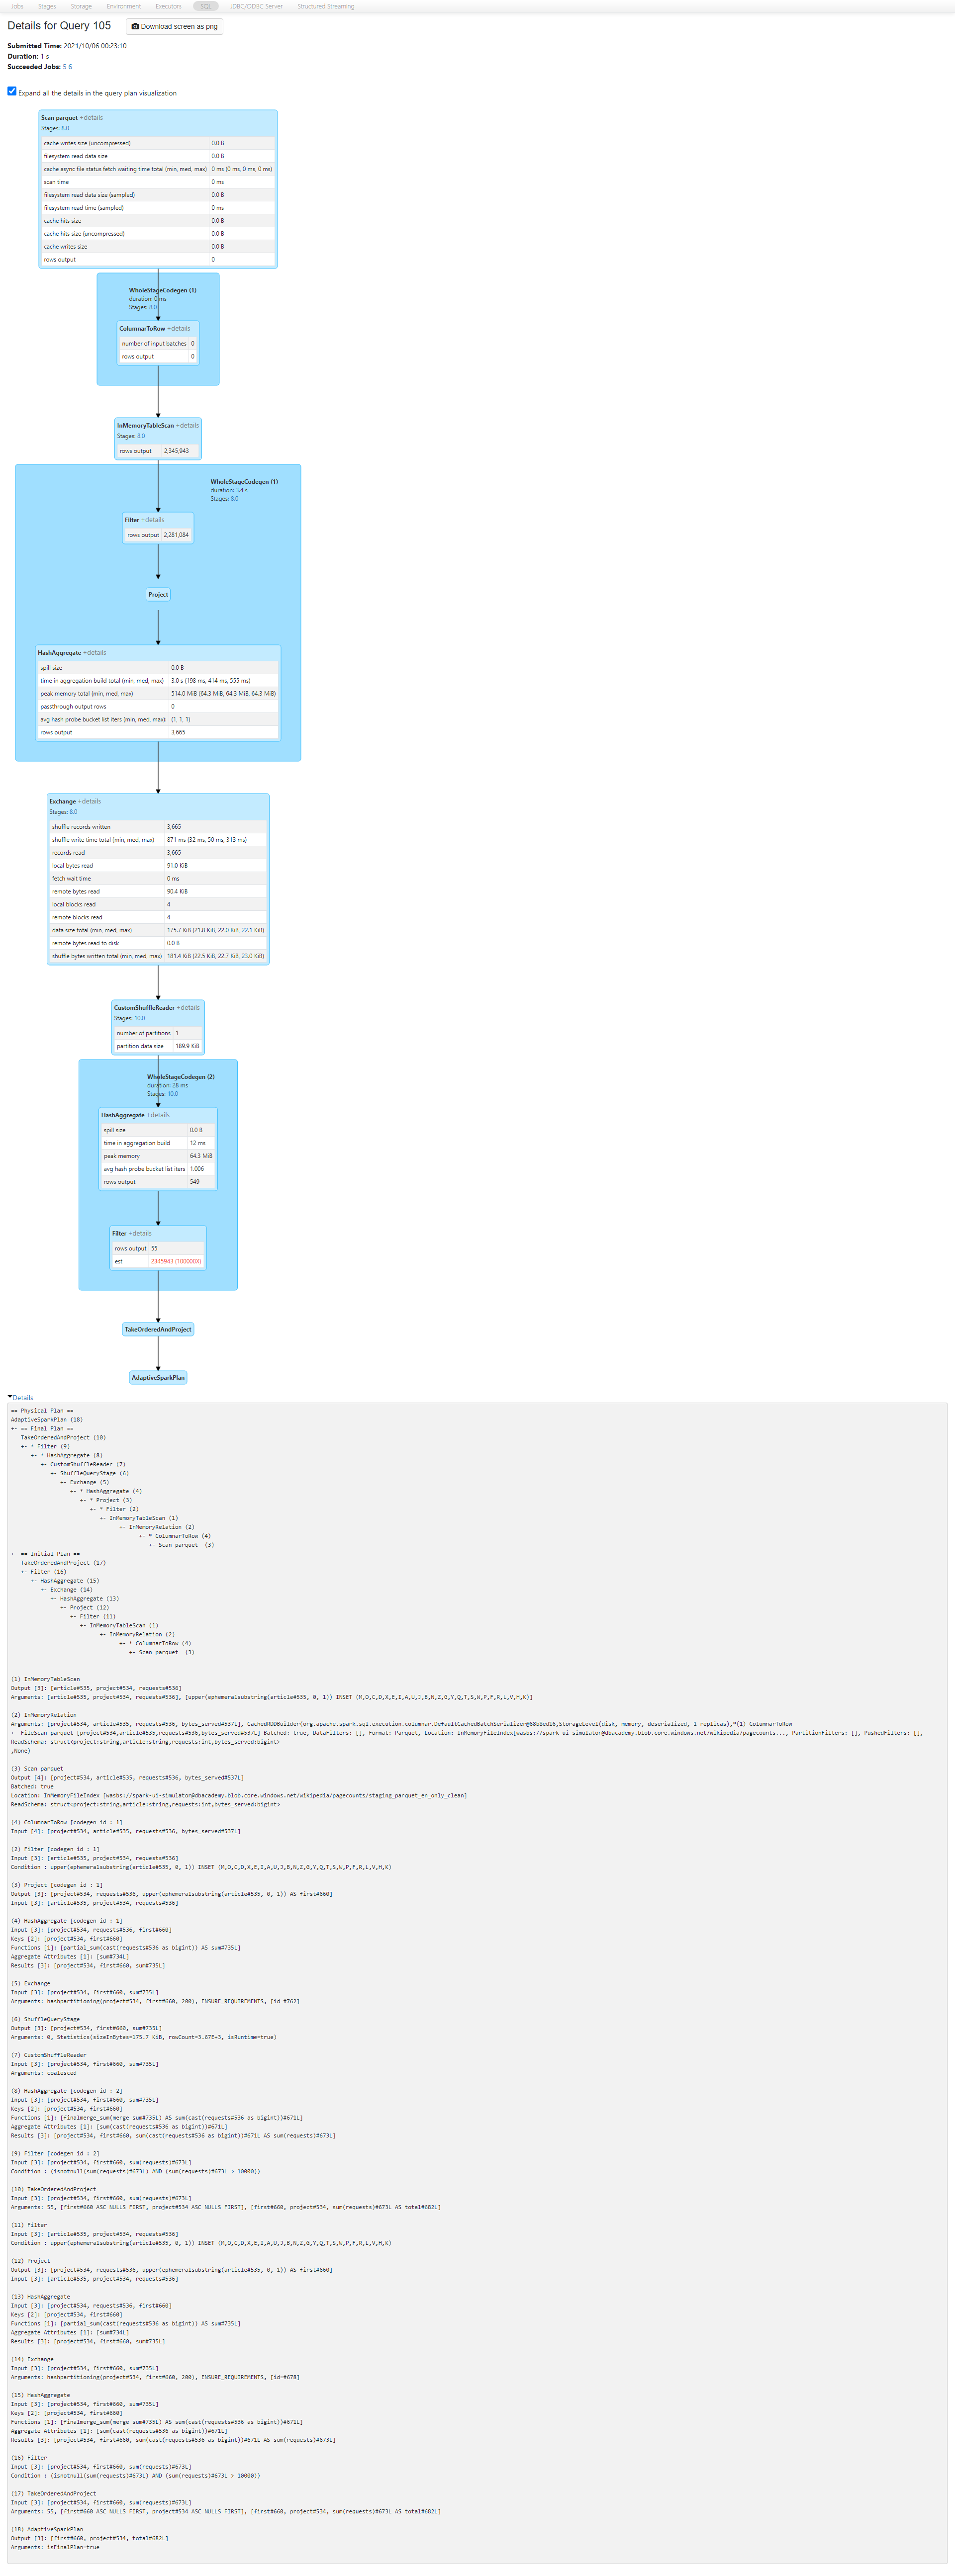 Jobs Stages Storage Environment Executors SQL JDBC/ODBC Server Structured Streaming
Details for Query 105 Download screen as png
Submitted Time: 2021/10/06 00:23:10
Duration: 1 s
Succeeded Jobs: 5 6
Expand all the details in the query plan visualization
Scan parquet +details
Stages: 8.0
cache writes size (uncompressed) 0.0 B
filesystem read data size 0.0 B
cache async file status fetch waiting time total (min, med, max) 0 ms (0 ms, 0 ms, 0 ms)
scan time 0 ms
filesystem read data size (sampled) 0.0 B
filesystem read time (sampled) 0 ms
cache hits size 0.0 B
cache hits size (uncompressed) 0.0 B
cache writes size 0.0 B
rows output 0
WholeStageCodegen (1)
duration: 0 ms
Stages: 8.0
ColumnarToRow +details
number of input batches 0
rows output 0
InMemoryTableScan +details
Stages: 8.0
rows output 2,345,943
WholeStageCodegen (1)
duration: 3.4 s
Stages: 8.0
Filter +details
rows output 2,281,084
Project
HashAggregate +details
spill size 0.0 B
time in aggregation build total (min, med, max) 3.0 s (198 ms, 414 ms, 555 ms)
peak memory total (min, med, max) 514.0 MiB (64.3 MiB, 64.3 MiB, 64.3 MiB)
passthrough output rows 0
avg hash probe bucket list iters (min, med, max): (1, 1, 1)
rows output 3,665
Exchange +details
Stages: 8.0
shuffle records written 3,665
shuffle write time total (min, med, max) 871 ms (32 ms, 50 ms, 313 ms)
records read 3,665
local bytes read 91.0 KiB
fetch wait time 0 ms
remote bytes read 90.4 KiB
local blocks read 4
remote blocks read 4
data size total (min, med, max) 175.7 KiB (21.8 KiB, 22.0 KiB, 22.1 KiB)
remote bytes read to disk 0.0 B
shuffle bytes written total (min, med, max) 181.4 KiB (22.5 KiB, 22.7 KiB, 23.0 KiB)
CustomShuffleReader +details
Stages: 10.0
number of partitions 1
partition data size 189.9 KiB
WholeStageCodegen (2)
duration: 28 ms
Stages: 10.0
HashAggregate +details
spill size 0.0 B
time in aggregation build 12 ms
peak memory 64.3 MiB
avg hash probe bucket list iters 1.006
rows output 549
Filter +details
rows output 55
est 2345943 (100000X)
TakeOrderedAndProject
AdaptiveSparkPlan
Details
== Physical Plan ==
AdaptiveSparkPlan (18)
+- == Final Plan ==
TakeOrderedAndProject (10)
+- * Filter (9)
+- * HashAggregate (8)
+- CustomShuffleReader (7)
+- ShuffleQueryStage (6)
+- Exchange (5)
+- * HashAggregate (4)
+- * Project (3)
+- * Filter (2)
+- InMemoryTableScan (1)
+- InMemoryRelation (2)
+- * ColumnarToRow (4)
+- Scan parquet (3)
+- == Initial Plan ==
TakeOrderedAndProject (17)
+- Filter (16)
+- HashAggregate (15)
+- Exchange (14)
+- HashAggregate (13)
+- Project (12)
+- Filter (11)
+- InMemoryTableScan (1)
+- InMemoryRelation (2)
+- * ColumnarToRow (4)
+- Scan parquet (3)
(1) InMemoryTableScan
Output [3]: [article#535, project#534, requests#536]
Arguments: [article#535, project#534, requests#536], [upper(ephemeralsubstring(article#535, 0, 1)) INSET (M,O,C,D,X,E,I,A,U,J,B,N,Z,G,Y,Q,T,S,W,P,F,R,L,V,H,K)]
(2) InMemoryRelation
Arguments: [project#534, article#535, requests#536, bytes_served#537L], CachedRDDBuilder(org.apache.spark.sql.execution.columnar.DefaultCachedBatchSerializer@68b8ed16,StorageLevel(disk, memory, deserialized, 1 replicas),*(1) ColumnarToRow
+- FileScan parquet [project#534,article#535,requests#536,bytes_served#537L] Batched: true, DataFilters: [], Format: Parquet, Location: InMemoryFileIndex[wasbs://spark-ui-simulator@dbacademy.blob.core.windows.net/wikipedia/pagecounts..., PartitionFilters: [], PushedFilters: [],
ReadSchema: struct<project:string,article:string,requests:int,bytes_served:bigint>
,None)
(3) Scan parquet
Output [4]: [project#534, article#535, requests#536, bytes_served#537L]
Batched: true
Location: InMemoryFileIndex [wasbs://spark-ui-simulator@dbacademy.blob.core.windows.net/wikipedia/pagecounts/staging_parquet_en_only_clean]
ReadSchema: struct<project:string,article:string,requests:int,bytes_served:bigint>
(4) ColumnarToRow [codegen id : 1]
Input [4]: [project#534, article#535, requests#536, bytes_served#537L]
(2) Filter [codegen id : 1]
Input [3]: [article#535, project#534, requests#536]
Condition : upper(ephemeralsubstring(article#535, 0, 1)) INSET (M,O,C,D,X,E,I,A,U,J,B,N,Z,G,Y,Q,T,S,W,P,F,R,L,V,H,K)
(3) Project [codegen id : 1]
Output [3]: [project#534, requests#536, upper(ephemeralsubstring(article#535, 0, 1)) AS first#660]
Input [3]: [article#535, project#534, requests#536]
(4) HashAggregate [codegen id : 1]
Input [3]: [project#534, requests#536, first#660]
Keys [2]: [project#534, first#660]
Functions [1]: [partial_sum(cast(requests#536 as bigint)) AS sum#735L]
Aggregate Attributes [1]: [sum#734L]
Results [3]: [project#534, first#660, sum#735L]
(5) Exchange
Input [3]: [project#534, first#660, sum#735L]
Arguments: hashpartitioning(project#534, first#660, 200), ENSURE_REQUIREMENTS, [id=#762]
(6) ShuffleQueryStage
Output [3]: [project#534, first#660, sum#735L]
Arguments: 0, Statistics(sizeInBytes=175.7 KiB, rowCount=3.67E+3, isRuntime=true)
(7) CustomShuffleReader
Input [3]: [project#534, first#660, sum#735L]
Arguments: coalesced
(8) HashAggregate [codegen id : 2]
Input [3]: [project#534, first#660, sum#735L]
Keys [2]: [project#534, first#660]
Functions [1]: [finalmerge_sum(merge sum#735L) AS sum(cast(requests#536 as bigint))#671L]
Aggregate Attributes [1]: [sum(cast(requests#536 as bigint))#671L]
Results [3]: [project#534, first#660, sum(cast(requests#536 as bigint))#671L AS sum(requests)#673L]
(9) Filter [codegen id : 2]
Input [3]: [project#534, first#660, sum(requests)#673L]
Condition : (isnotnull(sum(requests)#673L) AND (sum(requests)#673L > 10000))
(10) TakeOrderedAndProject
Input [3]: [project#534, first#660, sum(requests)#673L]
Arguments: 55, [first#660 ASC NULLS FIRST, project#534 ASC NULLS FIRST], [first#660, project#534, sum(requests)#673L AS total#682L]
(11) Filter
Input [3]: [article#535, project#534, requests#536]
Condition : upper(ephemeralsubstring(article#535, 0, 1)) INSET (M,O,C,D,X,E,I,A,U,J,B,N,Z,G,Y,Q,T,S,W,P,F,R,L,V,H,K)
(12) Project
Output [3]: [project#534, requests#536, upper(ephemeralsubstring(article#535, 0, 1)) AS first#660]
Input [3]: [article#535, project#534, requests#536]
(13) HashAggregate
Input [3]: [project#534, requests#536, first#660]
Keys [2]: [project#534, first#660]
Functions [1]: [partial_sum(cast(requests#536 as bigint)) AS sum#735L]
Aggregate Attributes [1]: [sum#734L]
Results [3]: [project#534, first#660, sum#735L]
(14) Exchange
Input [3]: [project#534, first#660, sum#735L]
Arguments: hashpartitioning(project#534, first#660, 200), ENSURE_REQUIREMENTS, [id=#678]
(15) HashAggregate
Input [3]: [project#534, first#660, sum#735L]
Keys [2]: [project#534, first#660]
Functions [1]: [finalmerge_sum(merge sum#735L) AS sum(cast(requests#536 as bigint))#671L]
Aggregate Attributes [1]: [sum(cast(requests#536 as bigint))#671L]
Results [3]: [project#534, first#660, sum(cast(requests#536 as bigint))#671L AS sum(requests)#673L]
(16) Filter
Input [3]: [project#534, first#660, sum(requests)#673L]
Condition : (isnotnull(sum(requests)#673L) AND (sum(requests)#673L > 10000))
(17) TakeOrderedAndProject
Input [3]: [project#534, first#660, sum(requests)#673L]
Arguments: 55, [first#660 ASC NULLS FIRST, project#534 ASC NULLS FIRST], [first#660, project#534, sum(requests)#673L AS total#682L]
(18) AdaptiveSparkPlan
Output [3]: [first#660, project#534, total#682L]
Arguments: isFinalPlan=true